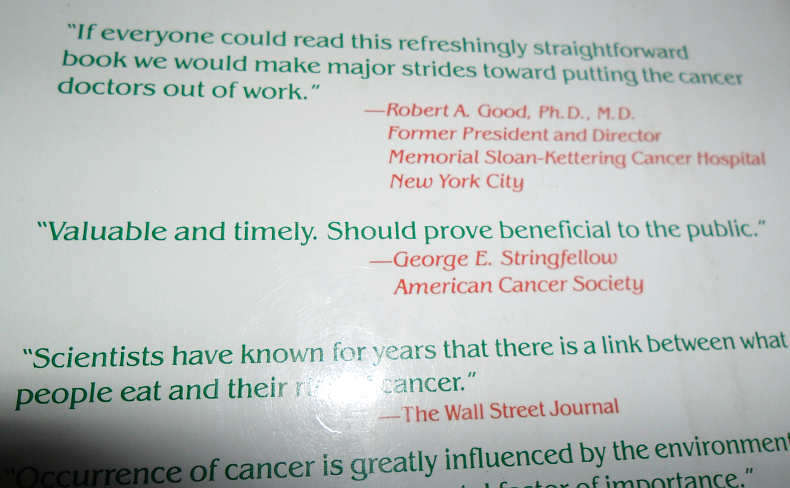 "If everyone could read this refreshingly straightforward
book we would make major strides toward putting the cancer
doctors out of work."
—Robert A. Good, Ph.D., M.D.
Former President and Director
Memorial Sloan-Kettering Cancer Hospital
New York City
"Valuable and timely. Should prove beneficial to the public."
—George E. Stringfellow
American Cancer Society
"Scientists have known for years that there is a link between what
people eat and their cancer."
—The Wall Street Journal
"Occurrence of cancer is greatly influenced by the environment
factor of importance."